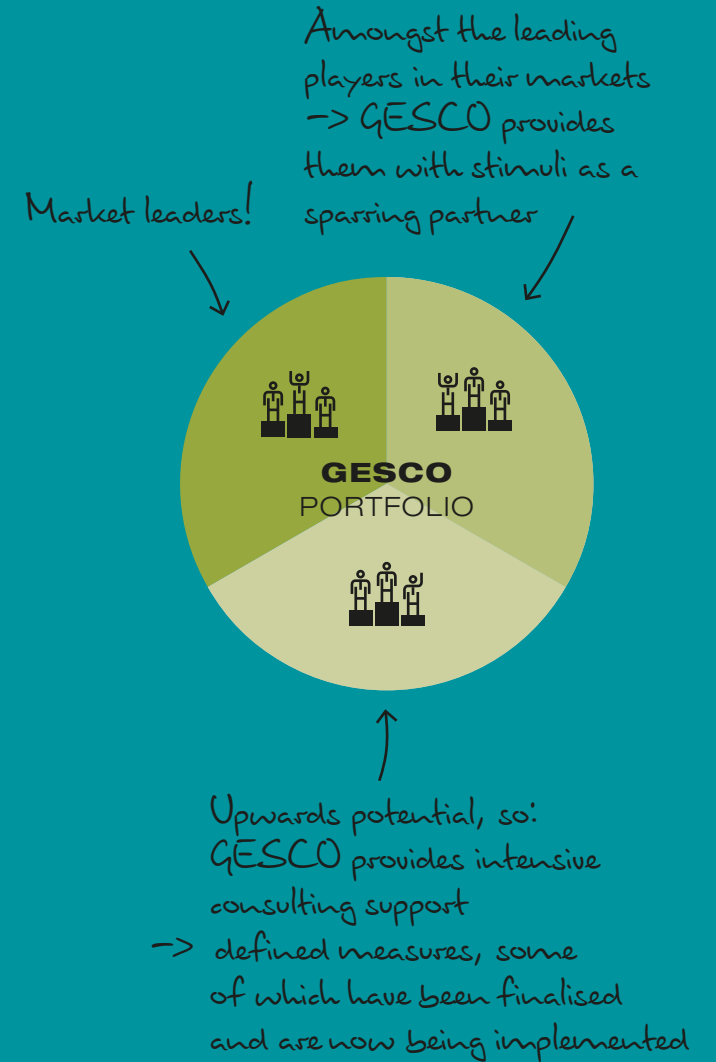 Amongst the leading
players in their markets
-> GESCO provides
them with stimuli as a
sparring partner
Market leaders!
GESCO
PORTFOLIO
Upwards potential, so:
GESCO provides intensive
consulting support
-> defined measures, some
of which have been finalised
and are now being implemented